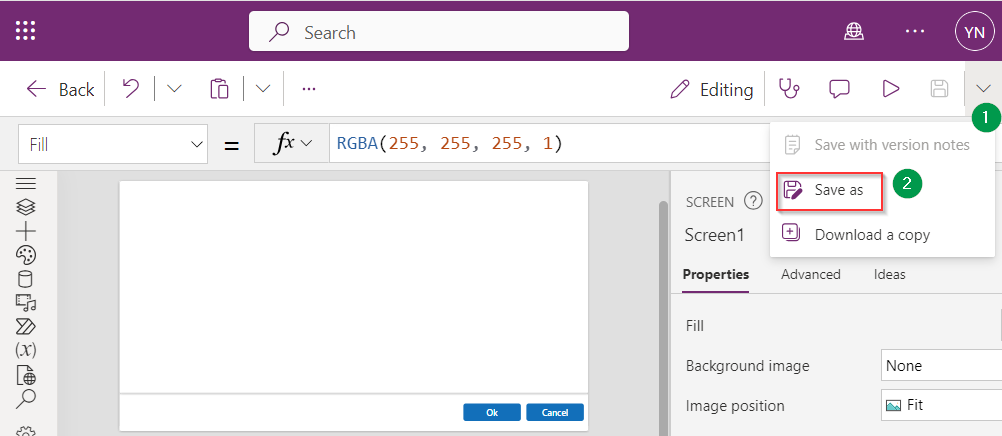 Search
YN
Back
...
Editing
1
Fill
=
fx
RGBA(255, 255, 255, 1)
Save with version notes
Save as
2
Download a copy
SCREEN ?
Screen1
Properties Advanced Ideas
Fill
Background image None
Image position Fit
(x)
Ok Cancel